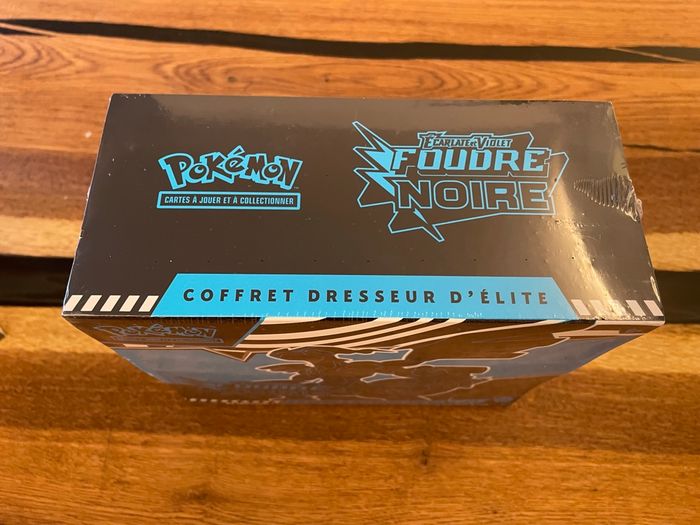 POKéMON
CARTES À JOUER ET À COLLECTIONNER
ÉCARLATE ET VIOLET
FOUDRE
NOIRE
COFFRET DRESSEUR D'ÉLITE
POKéMON